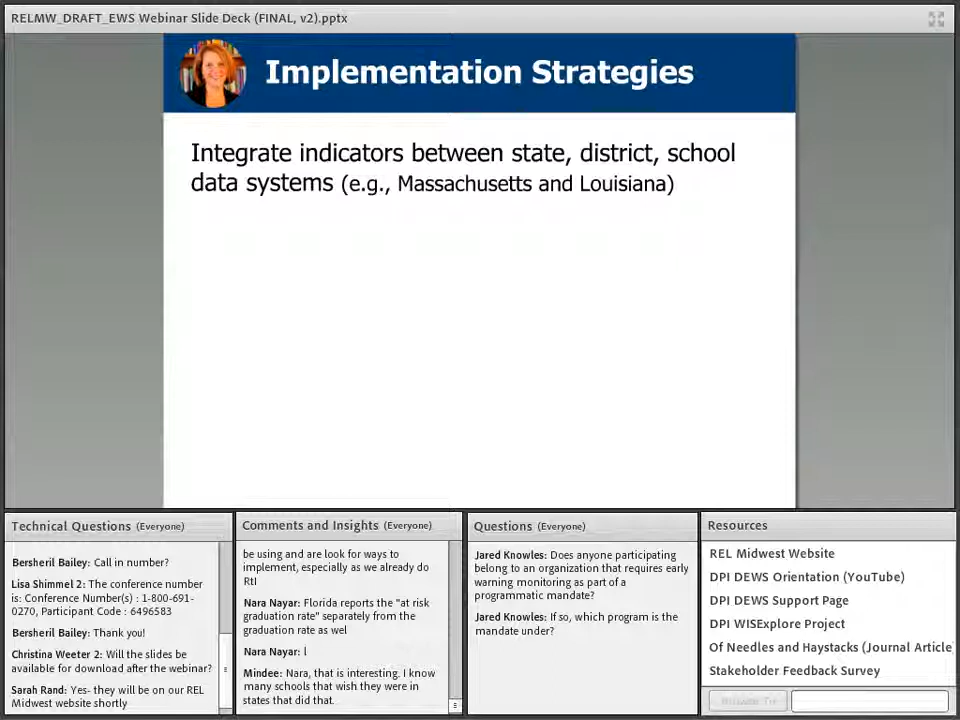 RELMW_DRAFT_EWS Webinar Slide Deck (FINAL, v2).pptx
Implementation Strategies
Integrate indicators between state, district, school
data systems (e.g., Massachusetts and Louisiana)
Technical Questions (Everyone)
Bersheril Bailey: Call in number?
Lisa Shimmel 2: The conference number
is: Conference Number(s) : 1-800-691-
0270, Participant Code : 6496583
Bersheril Bailey: Thank you!
Christina Weeter 2: Will the slides be
available for download after the webinar?
Sarah Rand: Yes- they will be on our REL
Midwest website shortly
Comments and Insights (Everyone)
be using and are look for ways to
implement, especially as we already do
RtI
Nara Nayar: Florida reports the "at risk
graduation rate" separately from the
graduation rate as wel
Nara Nayar: l
Mindee: Nara, that is interesting. I know
many schools that wish they were in
states that did that.
Questions (Everyone)
Jared Knowles: Does anyone participating
belong to an organization that requires early
warning monitoring as part of a
programmatic mandate?
Jared Knowles: If so, which program is the
mandate under?
Resources
REL Midwest Website
DPI DEWS Orientation (YouTube)
DPI DEWS Support Page
DPI WISExplore Project
Of Needles and Haystacks (Journal Article
Stakeholder Feedback Survey